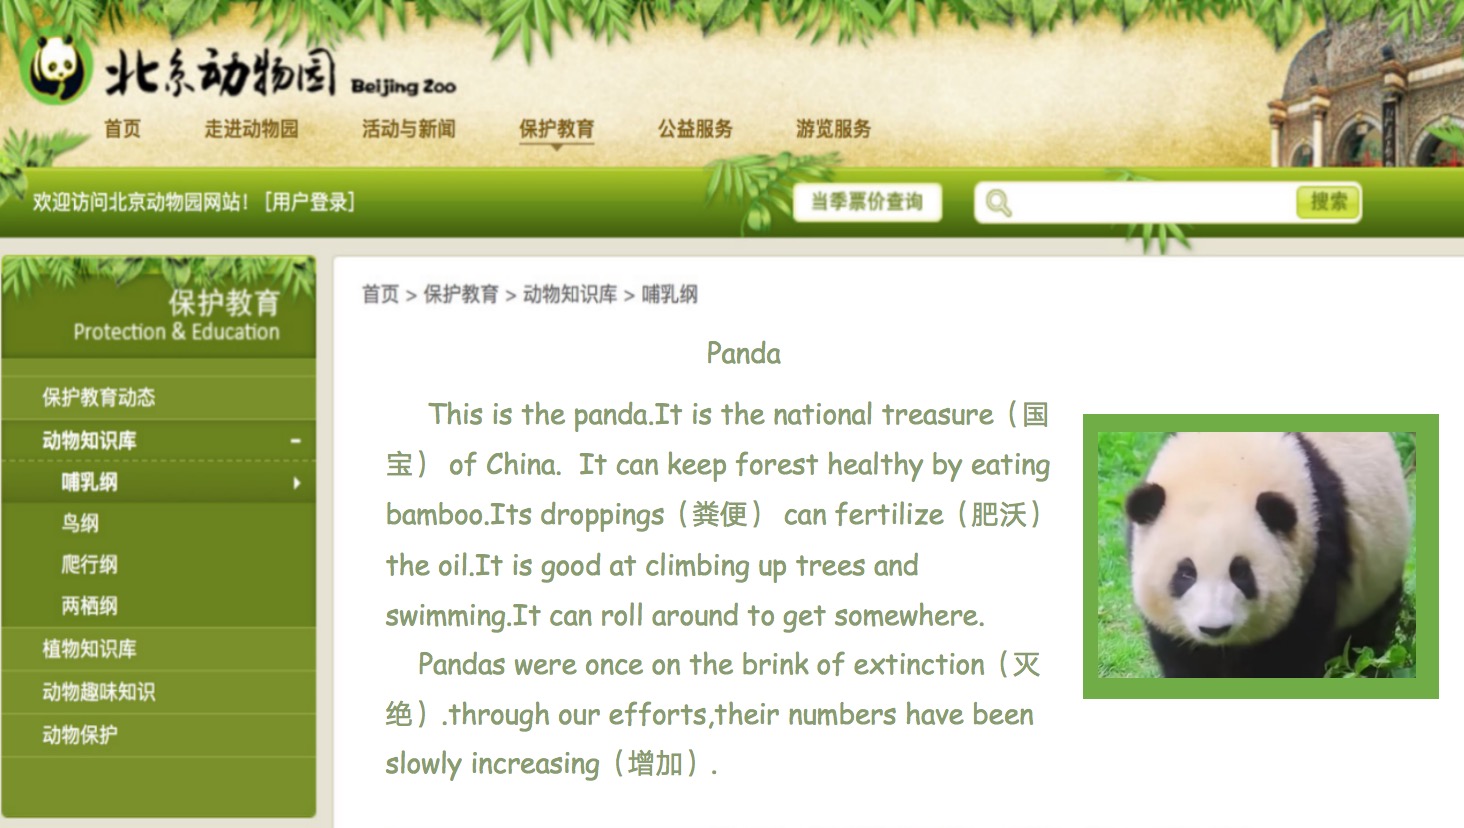 北京动物园 Beijing Zoo
首页 走进动物园 活动与新闻 保护教育 公益服务 游览服务
欢迎访问北京动物园网站! [用户登录] 当季票价查询 搜索
保护教育
Protection & Education
保护教育动态
动物知识库
哺乳纲
鸟纲
爬行纲
两栖纲
植物知识库
动物趣味知识
动物保护
首页 > 保护教育 > 动物知识库 > 哺乳纲
Panda
This is the panda.It is the national treasure（国
宝） of China. It can keep forest healthy by eating
bamboo.Its droppings（粪便） can fertilize（肥沃）
the oil.It is good at climbing up trees and
swimming.It can roll around to get somewhere.
Pandas were once on the brink of extinction（灭
绝）.through our efforts,their numbers have been
slowly increasing（增加）.